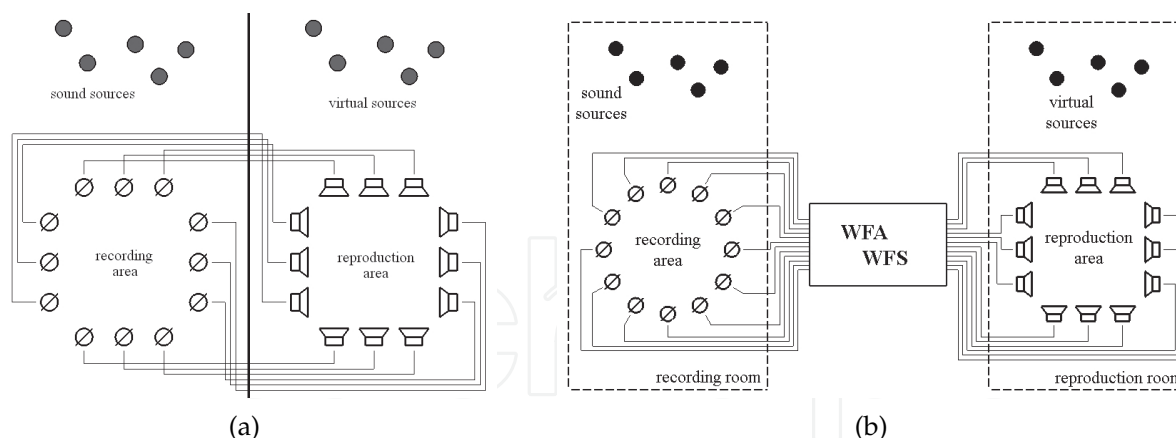 sound sources
virtual sources
recording
area
reproduction
area
(a)
sound
sources
virtual
sources
recording
area
WFA
WFS
reproduction
area
recording room
reproduction room
(b)